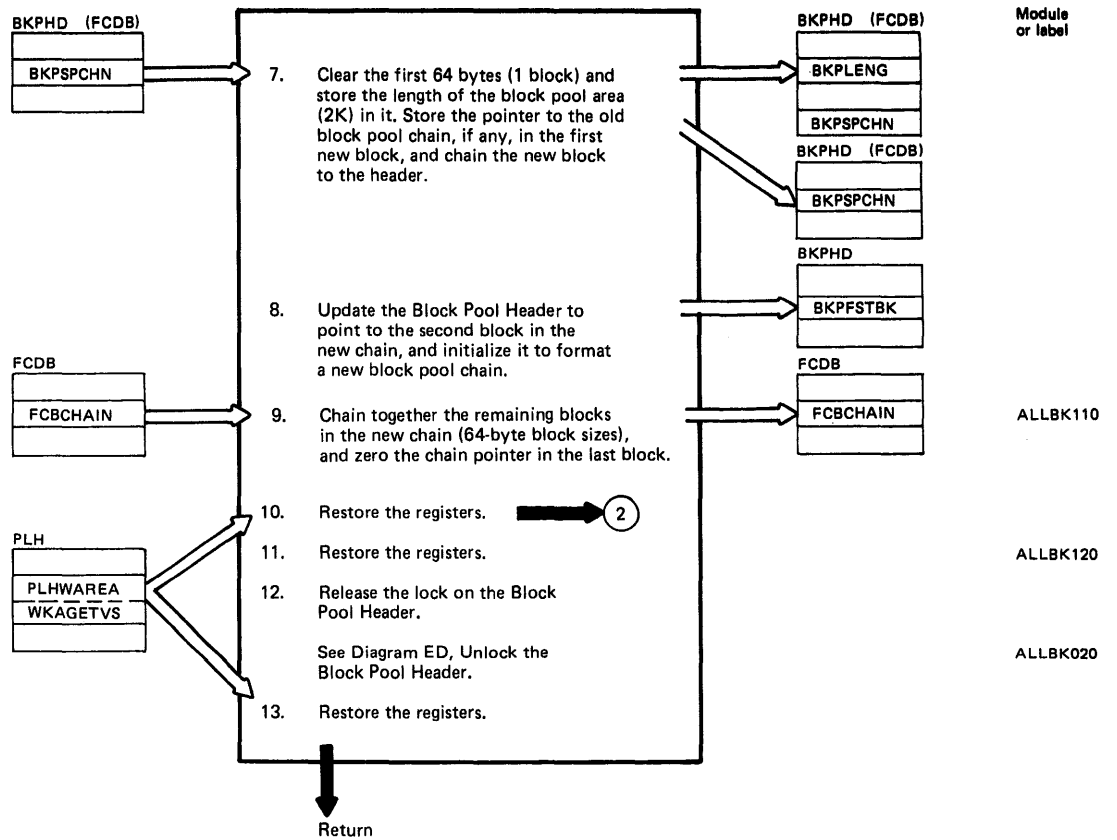 BKPHD (FCDB)
BKPSPCHN
7. Clear the first 64 bytes (1 block) and
store the length of the block pool area
(2K) in it. Store the pointer to the old
block pool chain, if any, in the first
new block, and chain the new block
to the header.
BKPHD (FCDB)
BKPLENG
BKPSPCHN
BKPHD (FCDB)
BKPSPCHN
Module
or label
8. Update the Block Pool Header to
point to the second block in the
new chain, and initialize it to format
a new block pool chain.
BKPHD
BKPFSTBK
FCDB
FCBCHAIN
9. Chain together the remaining blocks
in the new chain (64-byte block sizes),
and zero the chain pointer in the last block.
FCDB
FCBCHAIN
ALLBK110
10. Restore the registers. 2
PLH
PLHWAREA
WKAGETVS
11. Restore the registers.
ALLBK120
12. Release the lock on the Block
Pool Header.
See Diagram ED, Unlock the
Block Pool Header.
ALLBK020
13. Restore the registers.
Return